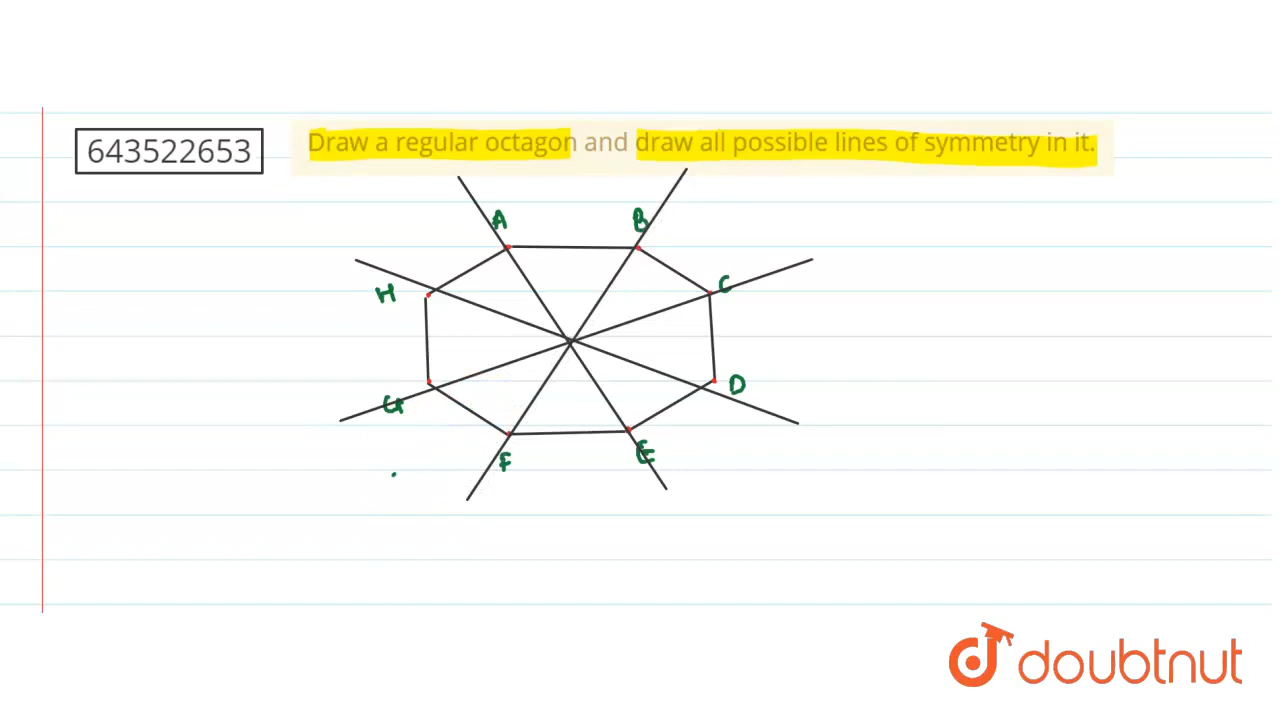 643522653
Draw a regular octagon and draw all possible lines of symmetry in it.
A
B
H
C
G
D
F
E
doubtnut